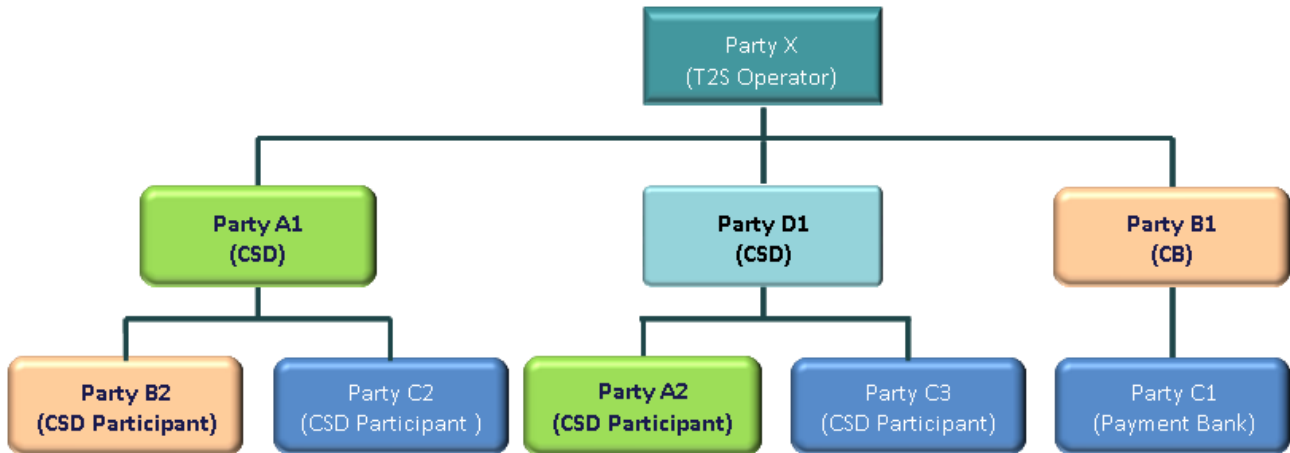 Party X
(T2S Operator)
Party A1
(CSD)
Party D1
(CSD)
Party B1
(CB)
Party B2
(CSD Participant)
Party C2
(CSD Participant )
Party A2
(CSD Participant)
Party C3
(CSD Participant)
Party C1
(Payment Bank)